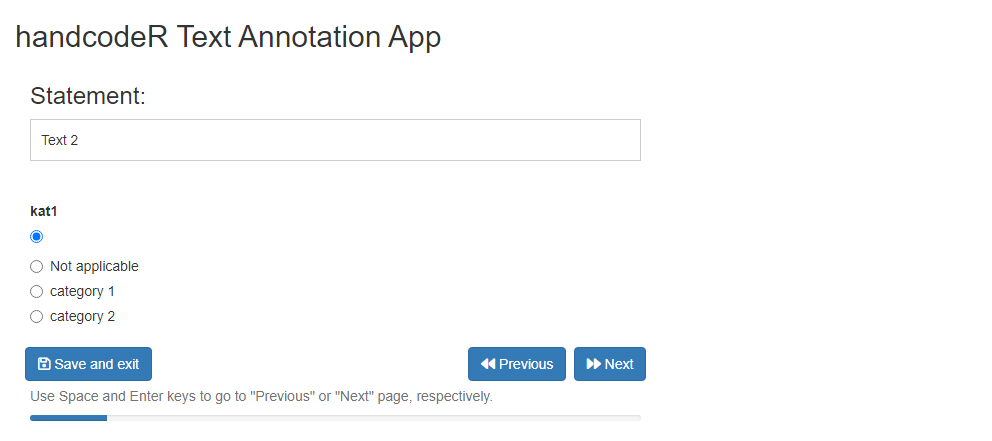 handcodeR Text Annotation App
Statement:
Text 2
kat1
Not applicable
category 1
category 2
Save and exit
Previous
Next
Use Space and Enter keys to go to "Previous" or "Next" page, respectively.